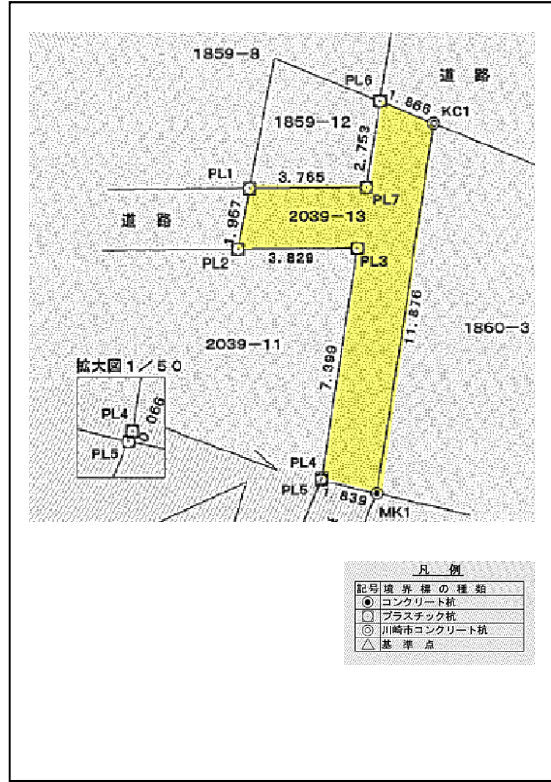 1859-8
PL6
1.866
道路
KC1
1859-12
2.753
PL1
3.765
PL7
道路
1.967
2039-13
PL2
3.829
PL3
11.876
1860-3
2039-11
7.399
拡大図1/50
PL4
0.066
PL5
PL4
PL5
1.839
MK1
凡例
記号 境界標の種類
◉ コンクリート杭
□ プラスチック杭
◎ 川崎市コンクリート杭
△ 基準点